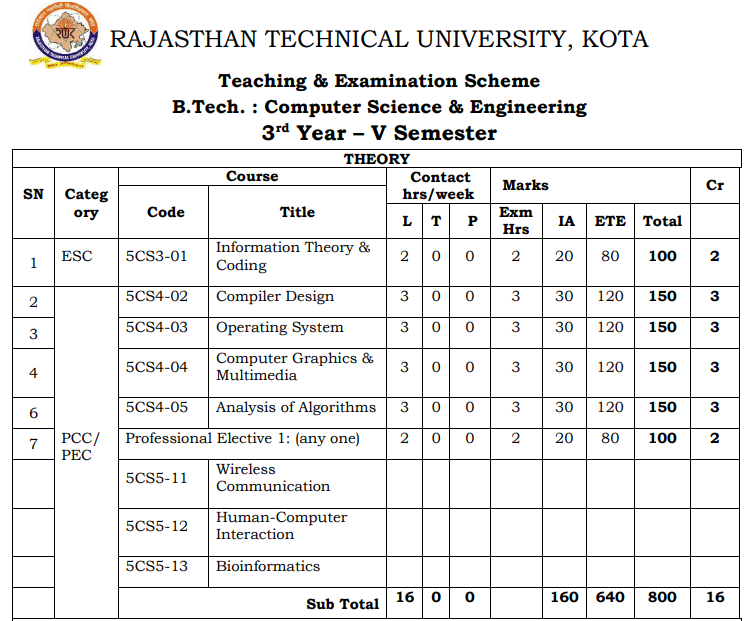 RAJASTHAN TECHNICAL UNIVERSITY, KOTA
Teaching & Examination Scheme
B.Tech. : Computer Science & Engineering
3rd Year – V Semester
THEORY
SN Categ ory Course Contact hrs/week Marks Cr
Code Title L T P Exm Hrs IA ETE Total
1 ESC 5CS3-01 Information Theory & Coding 2 0 0 2 20 80 100 2
2 5CS4-02 Compiler Design 3 0 0 3 30 120 150 3
3 5CS4-03 Operating System 3 0 0 3 30 120 150 3
4 5CS4-04 Computer Graphics & Multimedia 3 0 0 3 30 120 150 3
6 5CS4-05 Analysis of Algorithms 3 0 0 3 30 120 150 3
7 PCC/ PEC Professional Elective 1: (any one) 2 0 0 2 20 80 100 2
5CS5-11 Wireless Communication
5CS5-12 Human-Computer Interaction
5CS5-13 Bioinformatics
Sub Total 16 0 0 160 640 800 16